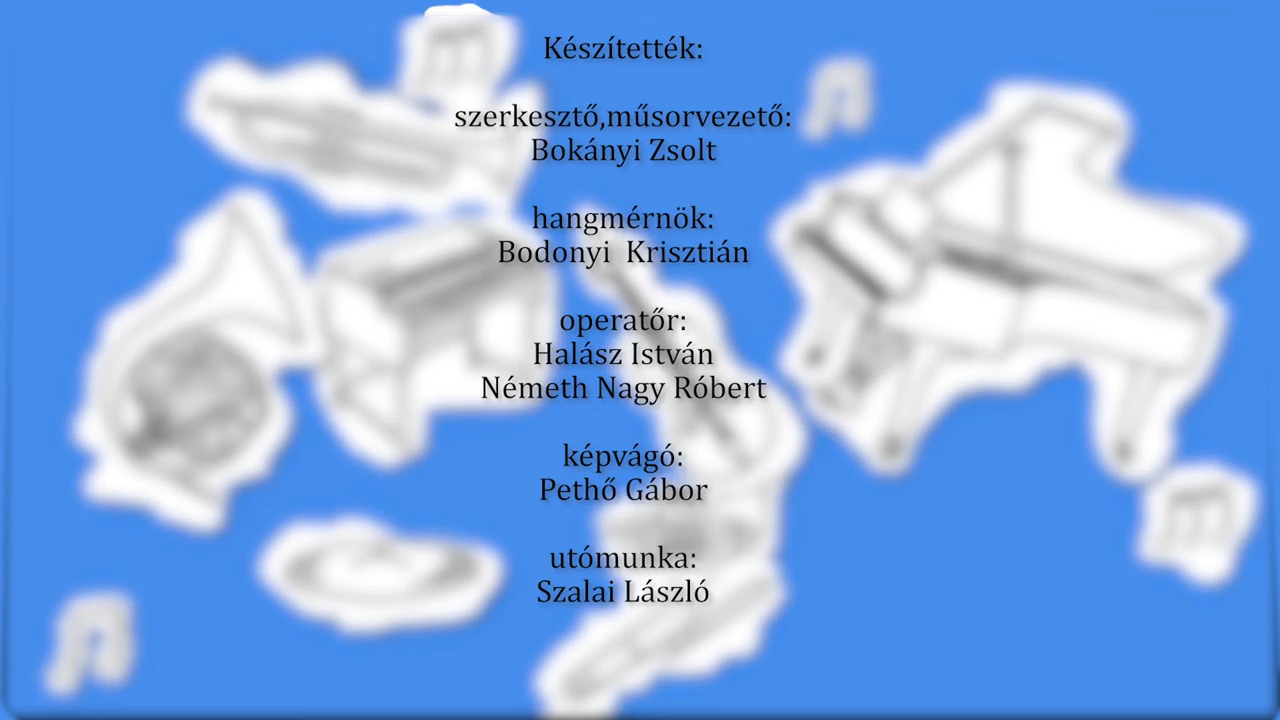 Készítették:
szerkesztő,műsorvezető:
Bokányi Zsolt
hangmérnök:
Bodonyi  Krisztián
operatőr:
Halász István
Németh Nagy Róbert
képvágó:
Pethő Gábor
utómunka:
Szalai László